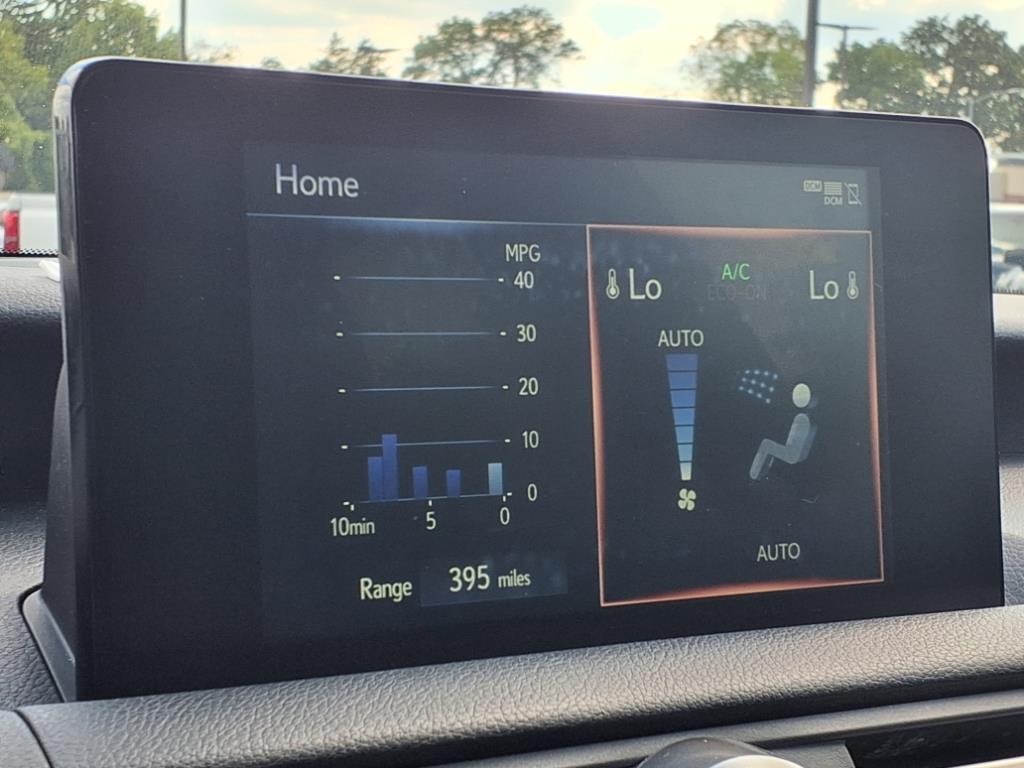 Home
DCM
DCM
MPG
40
30
20
10
0
10min 5 0
Range 395 miles
Lo A/C Lo
ECO-ON
AUTO
AUTO